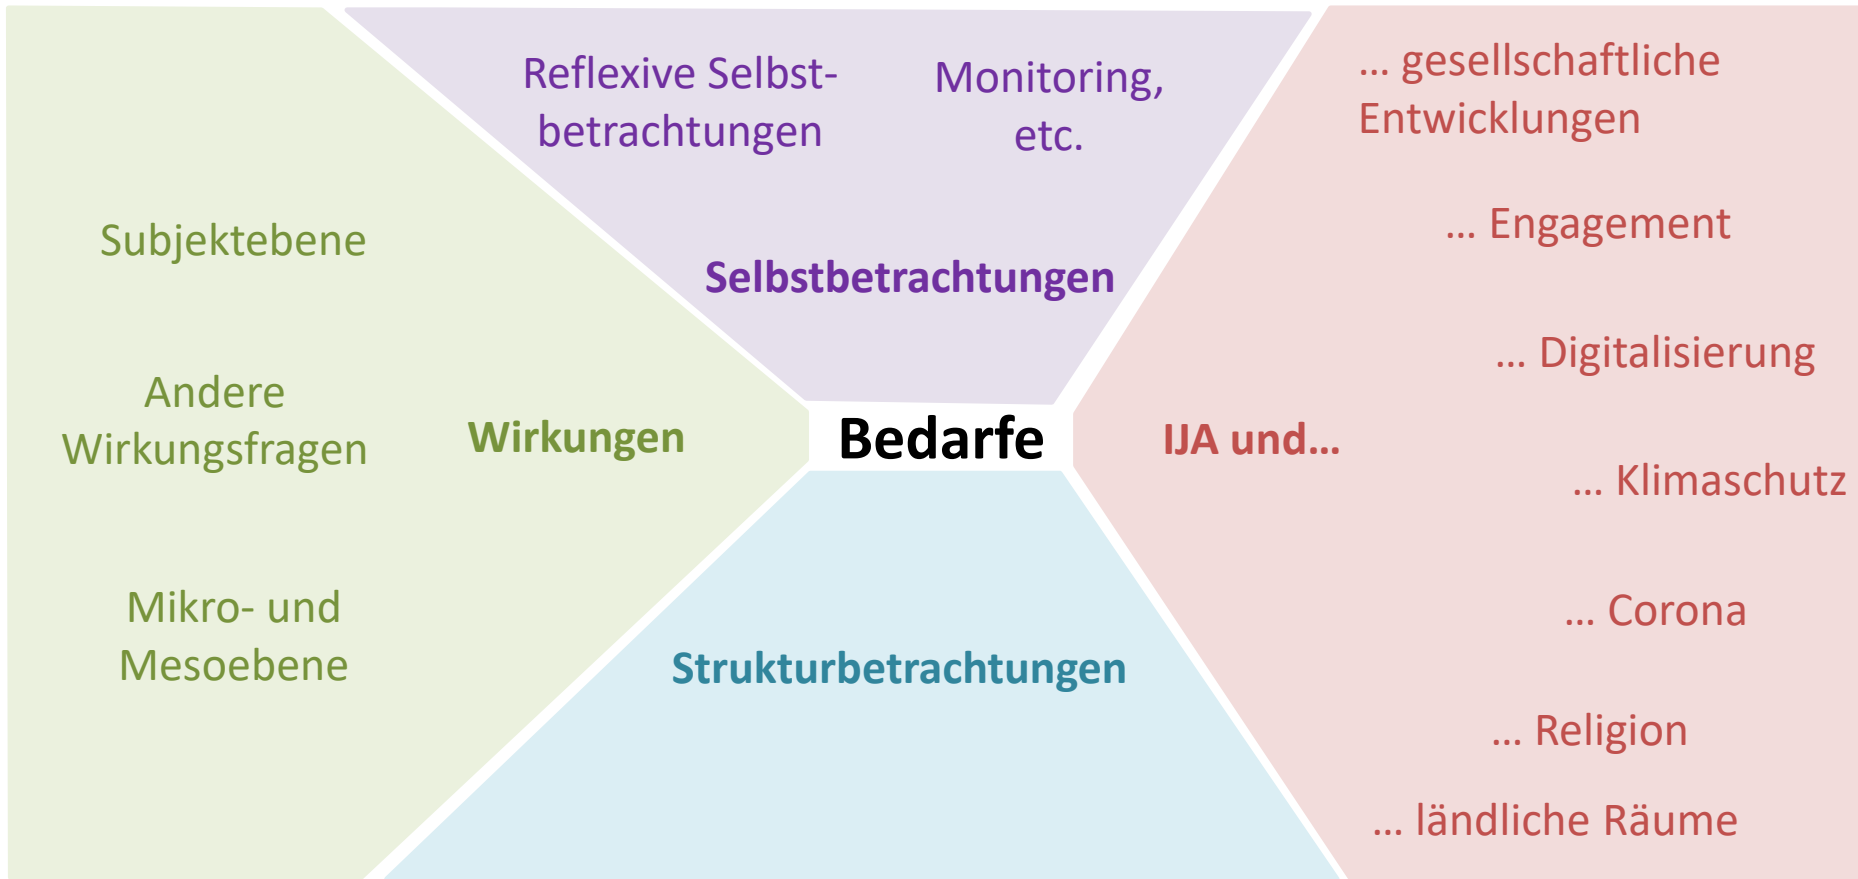 Reflexive Selbst-
betrachtungen
Monitoring,
etc.
Selbstbetrachtungen
Subjektebene
Andere
Wirkungsfragen
Mikro- und
Mesoebene
Wirkungen
Bedarfe
IJA und...
... gesellschaftliche
Entwicklungen
... Engagement
... Digitalisierung
... Klimaschutz
... Corona
... Religion
... ländliche Räume
Strukturbetrachtungen